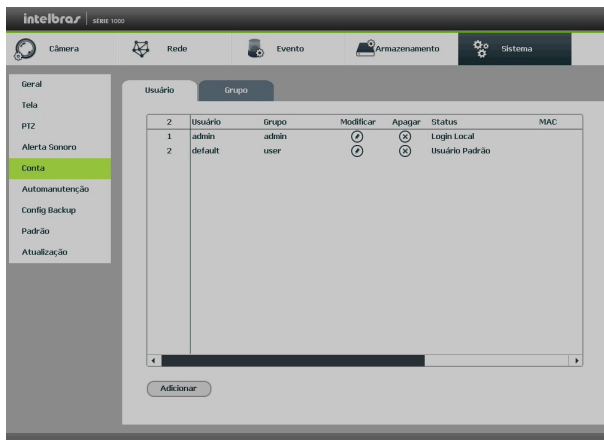 intelbras SÉRIE 1000
Câmera Rede Evento Armazenamento Sistema
Geral
Tela
PTZ
Alerta Sonoro
Conta
Automanutenção
Config Backup
Padrão
Atualização
Usuário Grupo
2 Usuário Grupo Modificar Apagar Status MAC
1 admin admin Login Local
2 default user Usuário Padrão
Adicionar